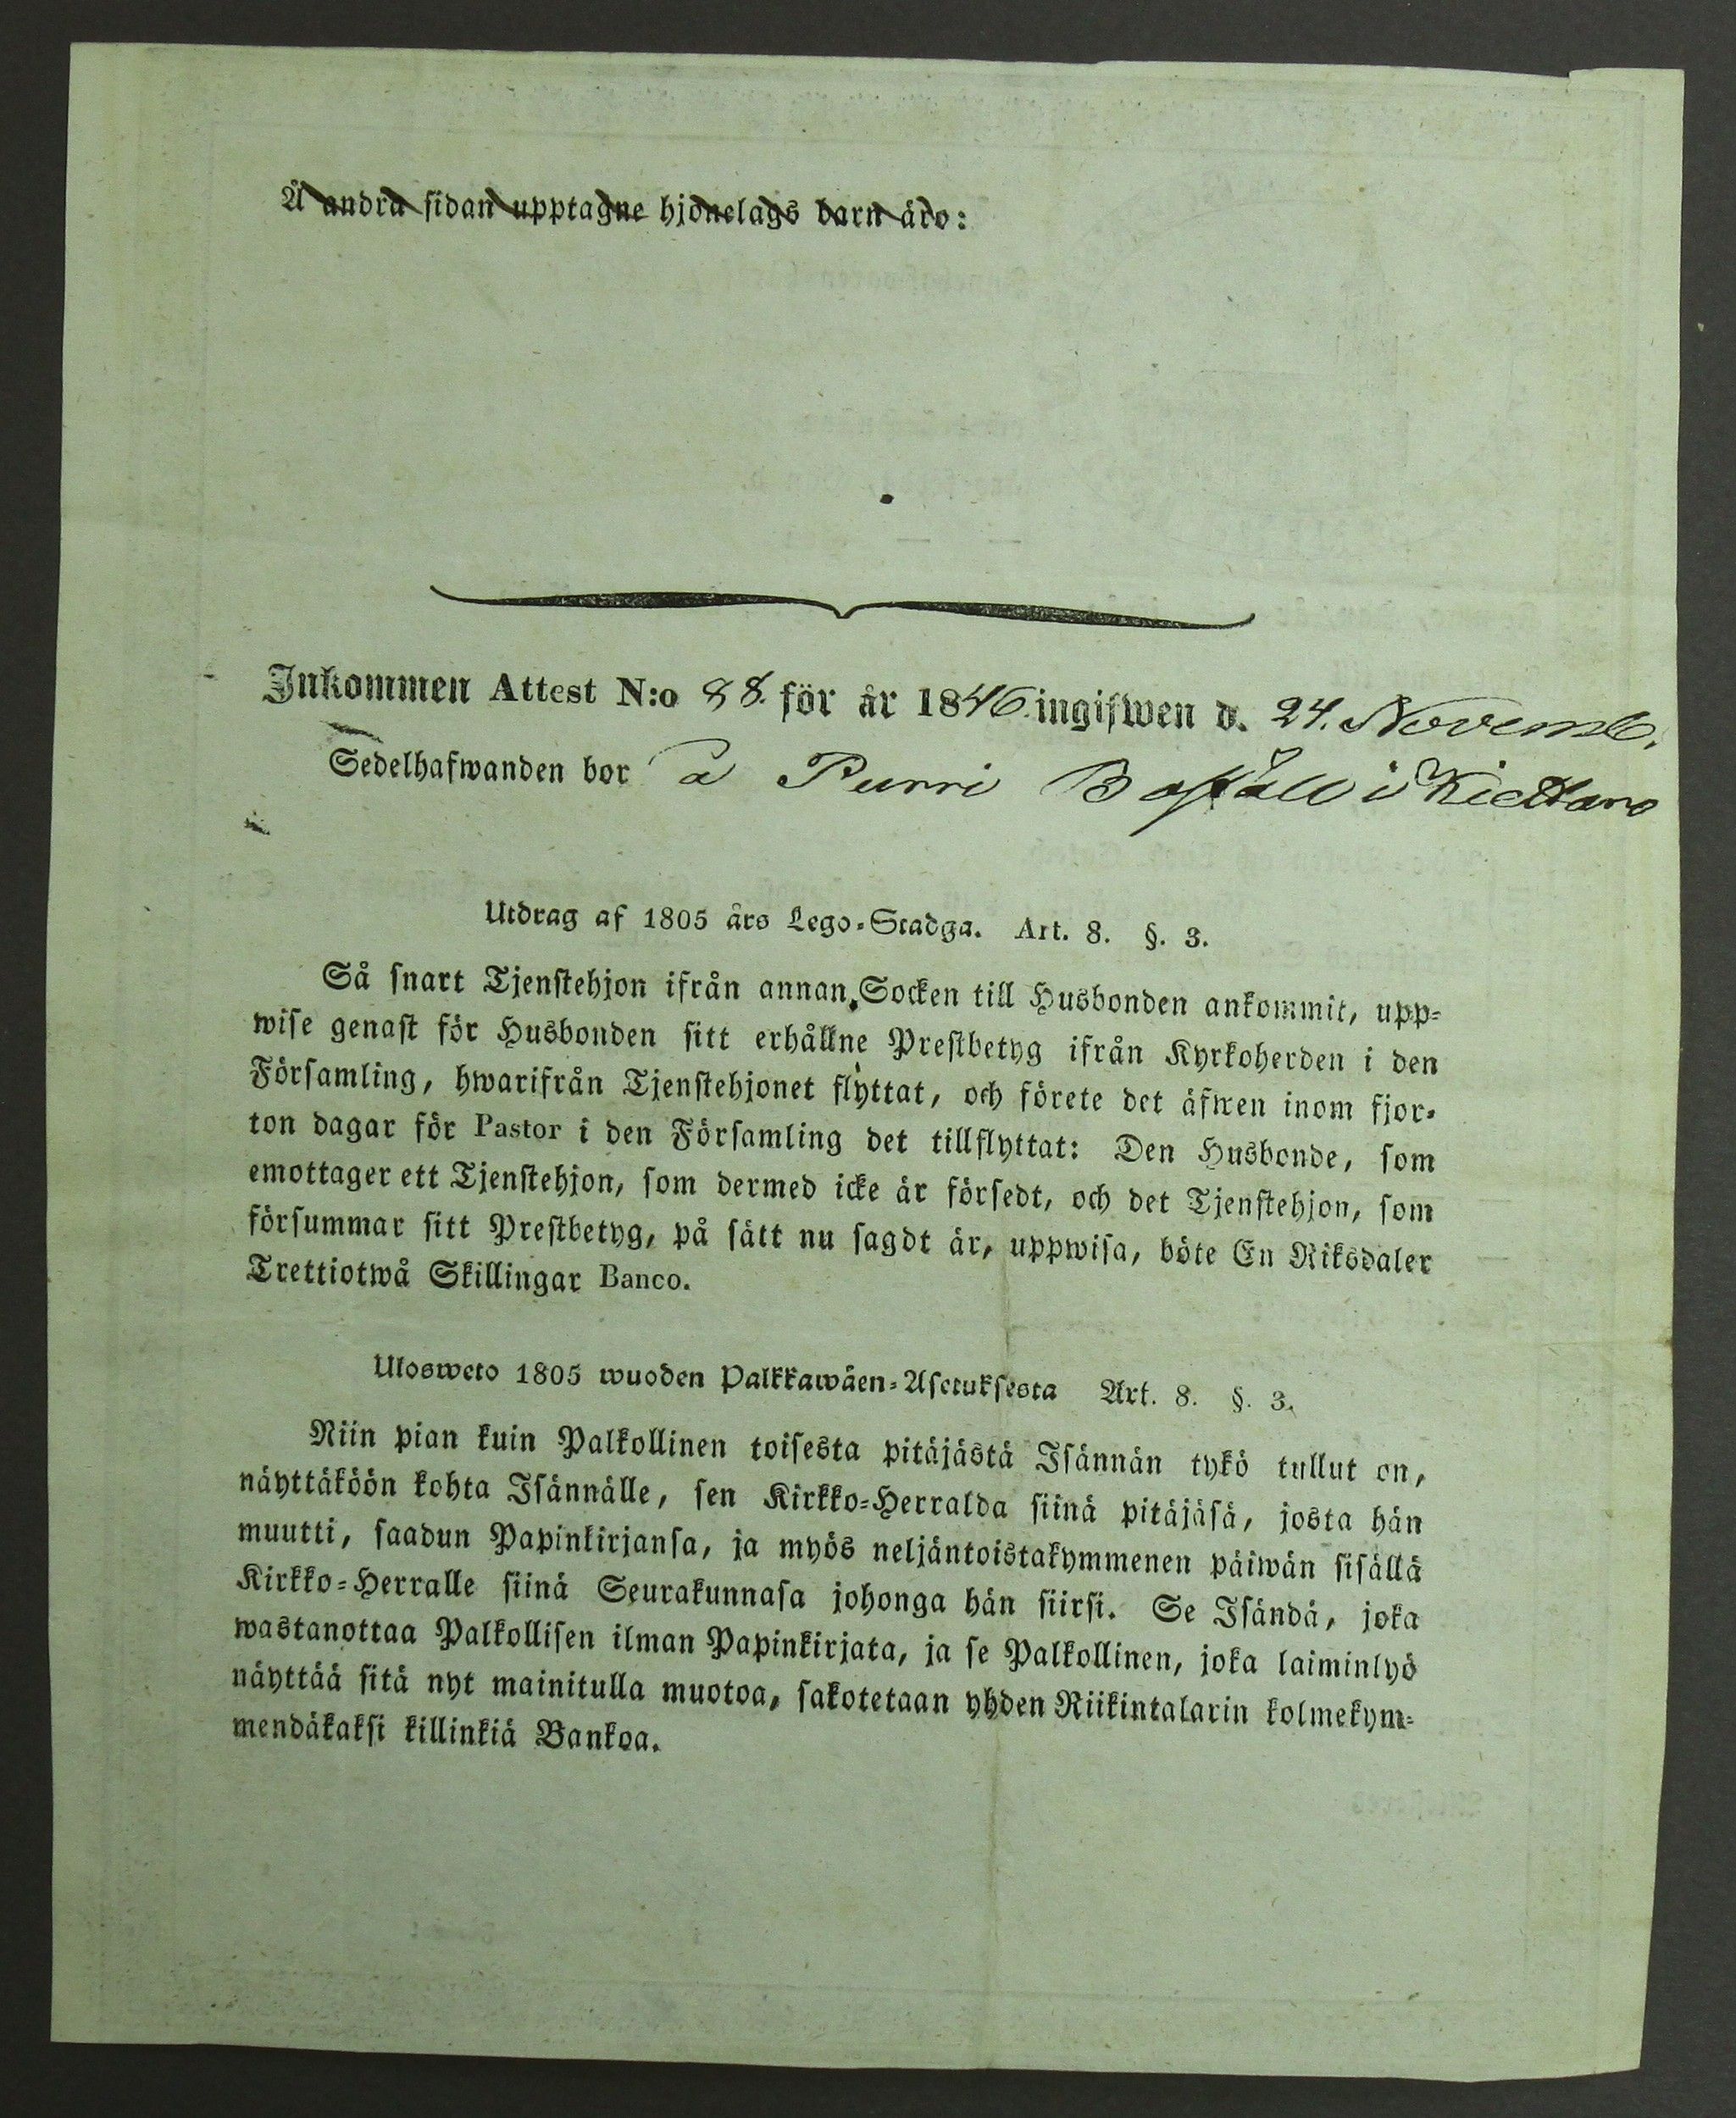 Å andra sidan upptagne hjonelags barn äro:
Inkommen Attest N:o 88. för år 1846. ingifwen d. 24. Novemb.
Sedelhafwanden bor å Purri Boställ i Kiettare
Utdrag af 1805 års Lego-Stadga. Art. 8. §. 3.
Så snart Tjenstehjon ifrån annan Socken till Husbonden ankommit, upp-
wise genast för Husbonden sitt erhållne Prestbetyg ifrån Kyrkoherden i den
Församling, hwarifrån Tjenstehjonet flyttat, och förete det äfwen inom fjor-
ton dagar för Pastor i den Församling det tillflyttat: Den Husbonde, som
emottager ett Tjenstehjon, som dermed icke är försedt, och det Tjenstehjon, som
försummar sitt Prestbetyg, på sätt nu sagdt är, uppwisa, böte En Riksdaler
Trettiotwå Skillingar Banco.
Ulosweto 1805 wuoden Palkkawäen-Asetuksesta Art. 8. §. 3.
Niin pian kuin Palkollinen toisesta pitäjästä Isännän tykö tullut on,
näyttäköön kohta Isännälle, sen Kirkko-Herralda siinä pitäjäsä, josta hän
muutti, saadun Papinkirjansa, ja myös neljäntoistakymmenen päiwän sisällä
Kirkko-Herralle siinä Seurakunnasa johonga hän siirsi. Se Isändä, joka
wastanottaa Palkollisen ilman Papinkirjata, ja se Palkollinen, joka laiminlyö
näyttää sitä nyt mainitulla muotoa, sakotetaan yhden Riikintalarin kolmekym-
mendäkaksi killinkiä Bankoa.